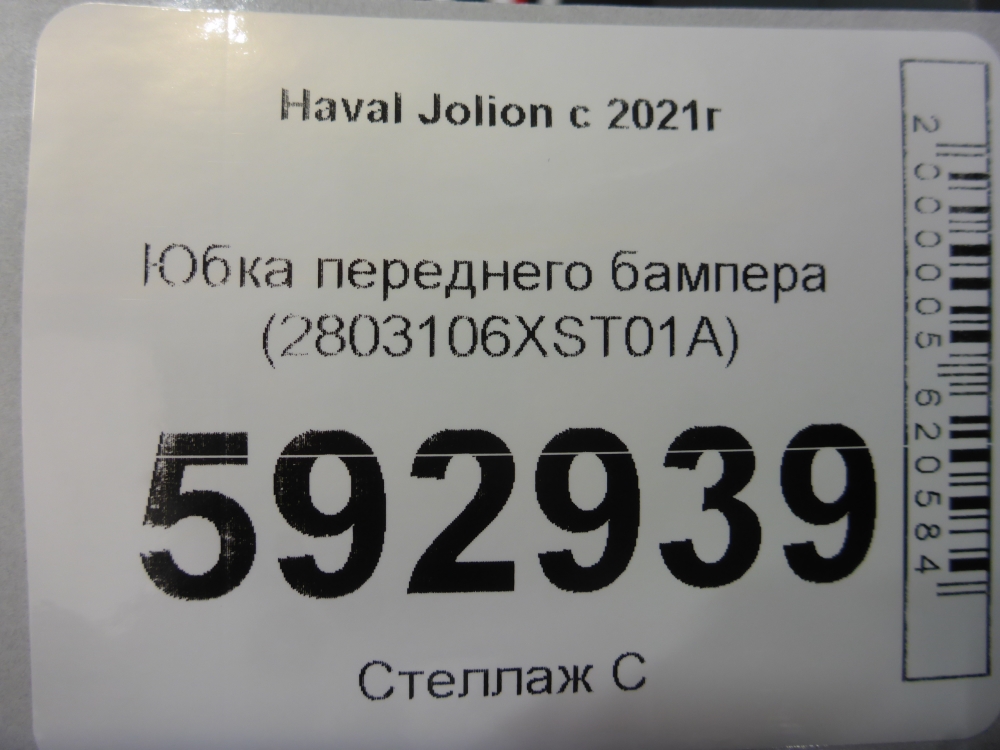 Haval Jolion с 2021г
Юбка переднего бампера
(2803106XST01A)
592939
Стеллаж С
2000005620584